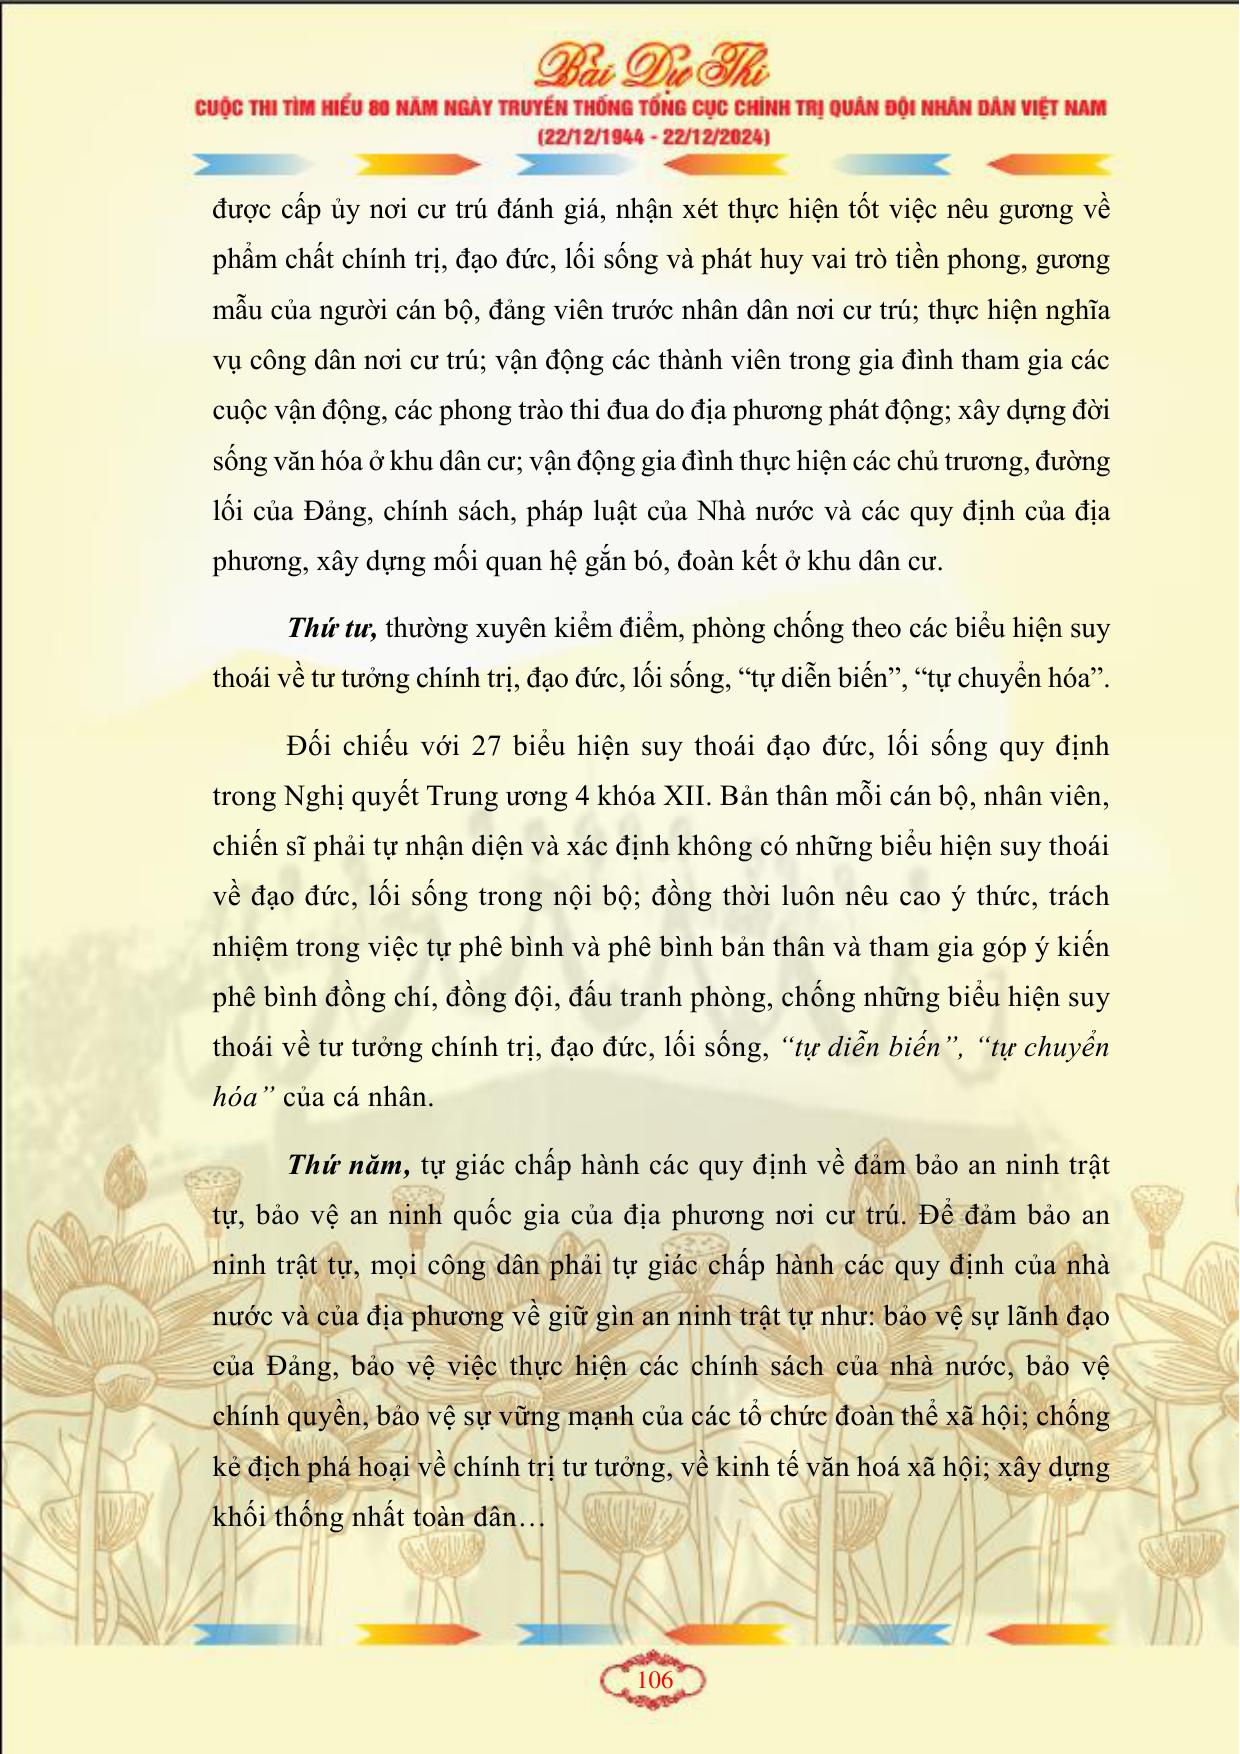 Bài Dự Thi
CUỘC THI TÌM HIỂU 80 NĂM NGÀY TRUYỀN THỐNG TỔNG CỤC CHÍNH TRỊ QUÂN ĐỘI NHÂN DÂN VIỆT NAM
(22/12/1944 - 22/12/2024)
được cấp ủy nơi cư trú đánh giá, nhận xét thực hiện tốt việc nêu gương về
phẩm chất chính trị, đạo đức, lối sống và phát huy vai trò tiền phong, gương
mẫu của người cán bộ, đảng viên trước nhân dân nơi cư trú; thực hiện nghĩa
vụ công dân nơi cư trú; vận động các thành viên trong gia đình tham gia các
cuộc vận động, các phong trào thi đua do địa phương phát động; xây dựng đời
sống văn hóa ở khu dân cư; vận động gia đình thực hiện các chủ trương, đường
lối của Đảng, chính sách, pháp luật của Nhà nước và các quy định của địa
phương, xây dựng mối quan hệ gắn bó, đoàn kết ở khu dân cư.
Thứ tư, thường xuyên kiểm điểm, phòng chống theo các biểu hiện suy
thoái về tư tưởng chính trị, đạo đức, lối sống, “tự diễn biến”, “tự chuyển hóa”.
Đối chiếu với 27 biểu hiện suy thoái đạo đức, lối sống quy định
trong Nghị quyết Trung ương 4 khóa XII. Bản thân mỗi cán bộ, nhân viên,
chiến sĩ phải tự nhận diện và xác định không có những biểu hiện suy thoái
về đạo đức, lối sống trong nội bộ; đồng thời luôn nêu cao ý thức, trách
nhiệm trong việc tự phê bình và phê bình bản thân và tham gia góp ý kiến
phê bình đồng chí, đồng đội, đấu tranh phòng, chống những biểu hiện suy
thoái về tư tưởng chính trị, đạo đức, lối sống, “tự diễn biến”, “tự chuyển
hóa” của cá nhân.
Thứ năm, tự giác chấp hành các quy định về đảm bảo an ninh trật
tự, bảo vệ an ninh quốc gia của địa phương nơi cư trú. Để đảm bảo an
ninh trật tự, mọi công dân phải tự giác chấp hành các quy định của nhà
nước và của địa phương về giữ gìn an ninh trật tự như: bảo vệ sự lãnh đạo
của Đảng, bảo vệ việc thực hiện các chính sách của nhà nước, bảo vệ
chính quyền, bảo vệ sự vững mạnh của các tổ chức đoàn thể xã hội; chống
kẻ địch phá hoại về chính trị tư tưởng, về kinh tế văn hoá xã hội; xây dựng
khối thống nhất toàn dân…
106